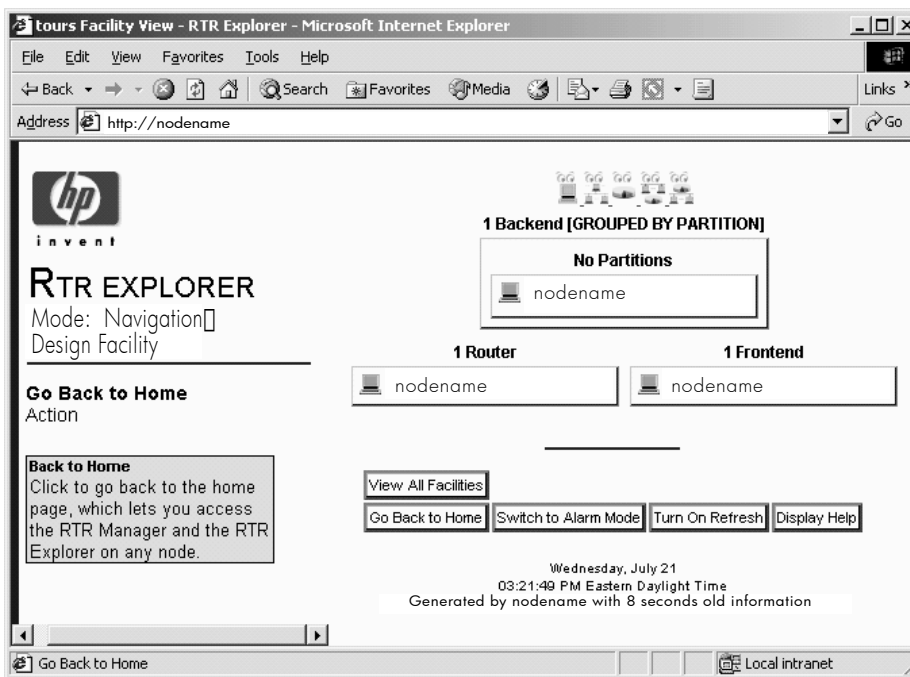 tours Facility View - RTR Explorer - Microsoft Internet Explorer
File Edit View Favorites Tools Help
Back Search Favorites Media Links »
Address http://nodename Go
hp
invent
RTR EXPLORER
Mode: Navigation▯
Design Facility
Go Back to Home
Action
Back to Home
Click to go back to the home
page, which lets you access
the RTR Manager and the RTR
Explorer on any node.
1 Backend [GROUPED BY PARTITION]
No Partitions
nodename
1 Router 1 Frontend
nodename nodename
View All Facilities
Go Back to Home Switch to Alarm Mode Turn On Refresh Display Help
Wednesday, July 21
03:21:49 PM Eastern Daylight Time
Generated by nodename with 8 seconds old information
Go Back to Home Local intranet